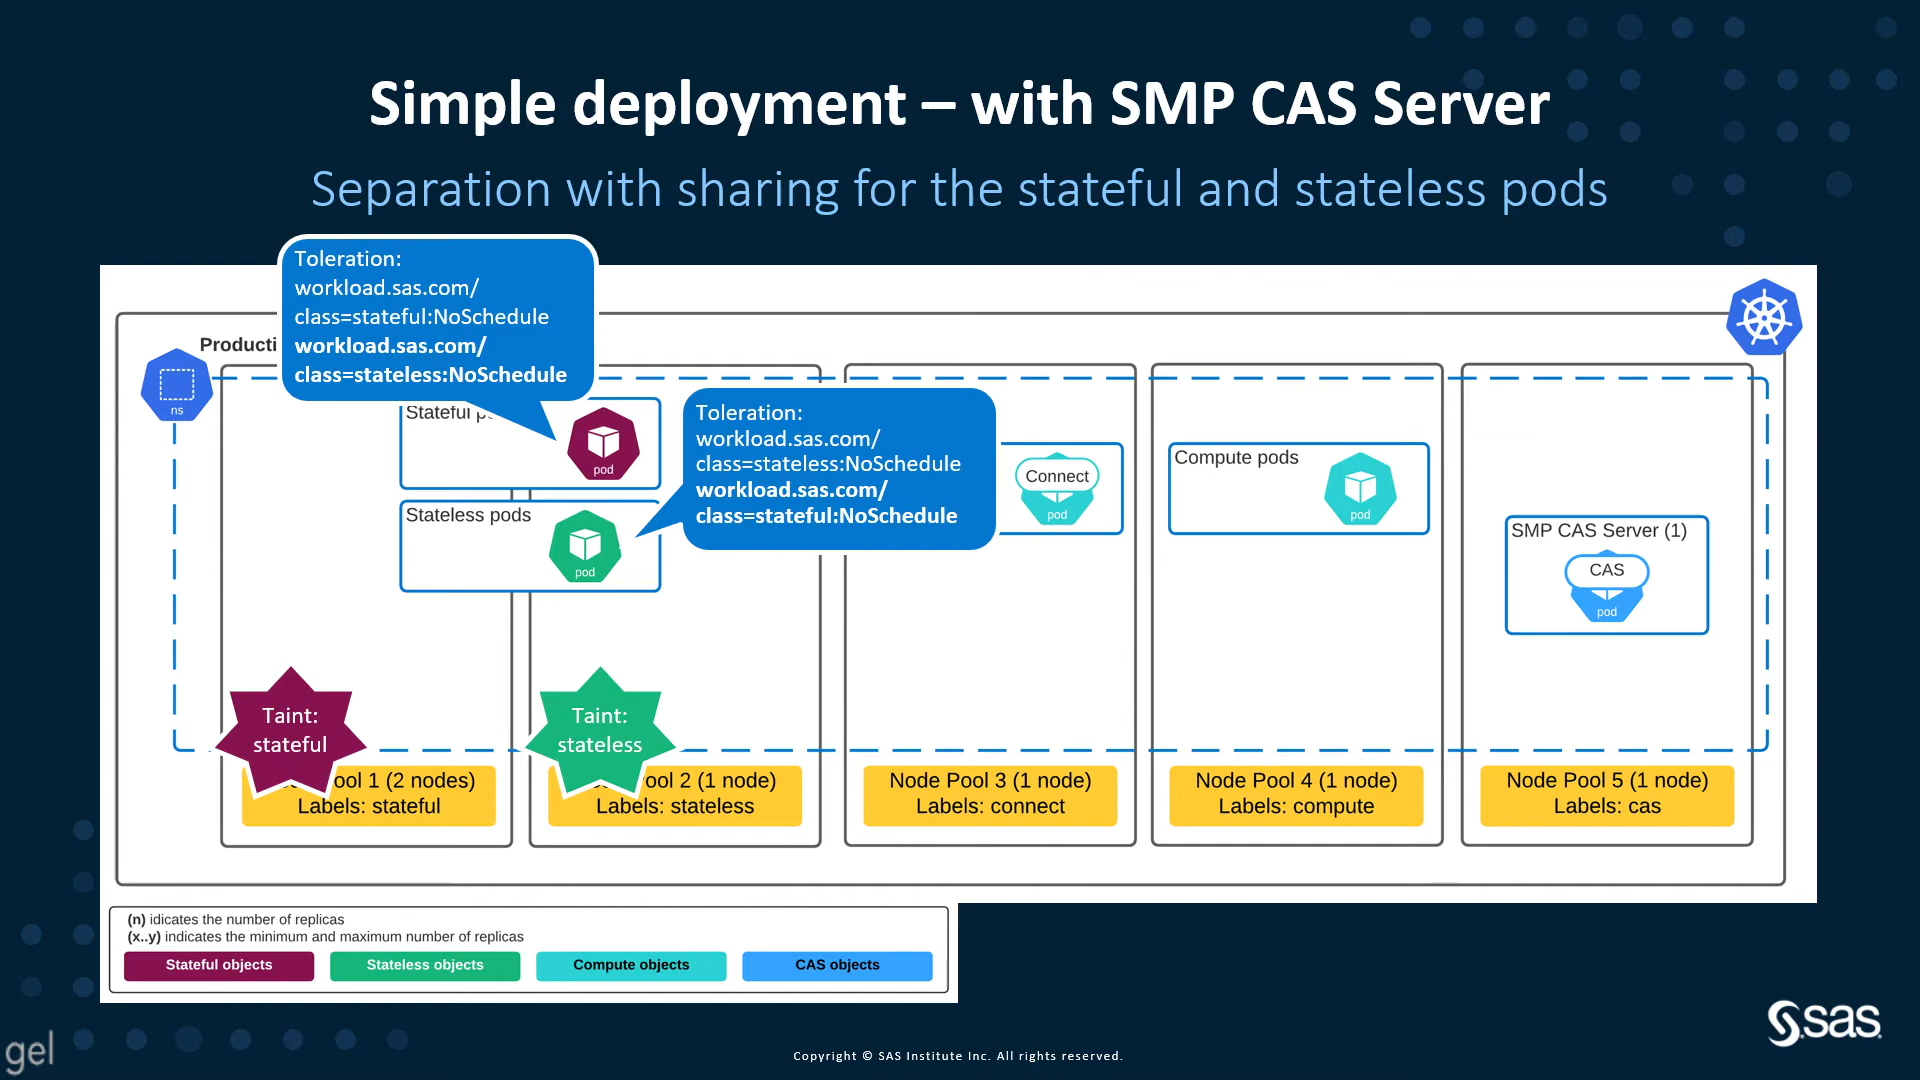 Simple deployment – with SMP CAS Server
Separation with sharing for the stateful and stateless pods
Toleration:
workload.sas.com/
class=stateful:NoSchedule
workload.sas.com/
class=stateless:NoSchedule
Producti
ns
Stateful
pod
Toleration:
workload.sas.com/
class=stateless:NoSchedule
workload.sas.com/
class=stateful:NoSchedule
Stateless pods
pod
Connect
pod
Compute pods
pod
SMP CAS Server (1)
CAS
pod
Taint:
stateful
Taint:
stateless
ool 1 (2 nodes)
Labels: stateful
ool 2 (1 node)
Labels: stateless
Node Pool 3 (1 node)
Labels: connect
Node Pool 4 (1 node)
Labels: compute
Node Pool 5 (1 node)
Labels: cas
(n) idicates the number of replicas
(x..y) indicates the minimum and maximum number of replicas
Stateful objects
Stateless objects
Compute objects
CAS objects
gel
Copyright © SAS Institute Inc. All rights reserved.
sas